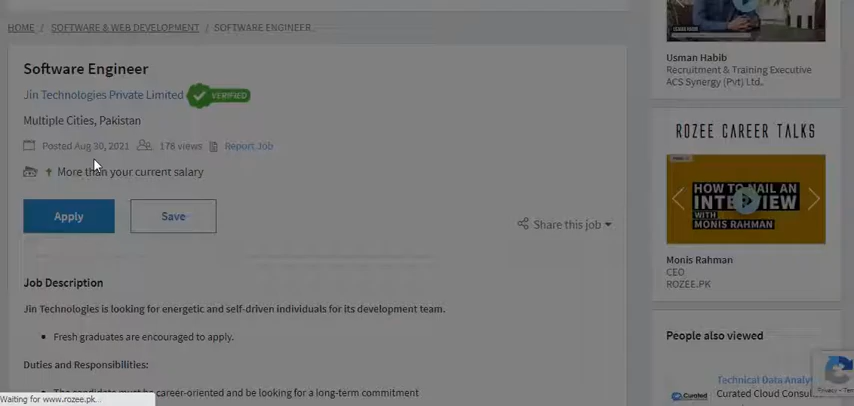 HOME / SOFTWARE & WEB DEVELOPMENT / SOFTWARE ENGINEER
Software Engineer
Jin Technologies Private Limited VERIFIED
Multiple Cities, Pakistan
Posted Aug 30, 2021 178 views Report Job
More than your current salary
Apply Save
Share this job
Job Description
Jin Technologies is looking for energetic and self-driven individuals for its development team.
• Fresh graduates are encouraged to apply.
Duties and Responsibilities:
• The candidate must be career-oriented and be looking for a long-term commitment
Waiting for www.rozee.pk...
Usman Habib
Recruitment & Training Executive
ACS Synergy (Pvt) Ltd.
ROZEE CAREER TALKS
HOW TO NAIL AN
INTERVIEW
WITH
MONIS RAHMAN
Monis Rahman
CEO
ROZEE.PK
People also viewed
Technical Data Analy
Curated Cloud Consul
Curated
Privacy - Ter